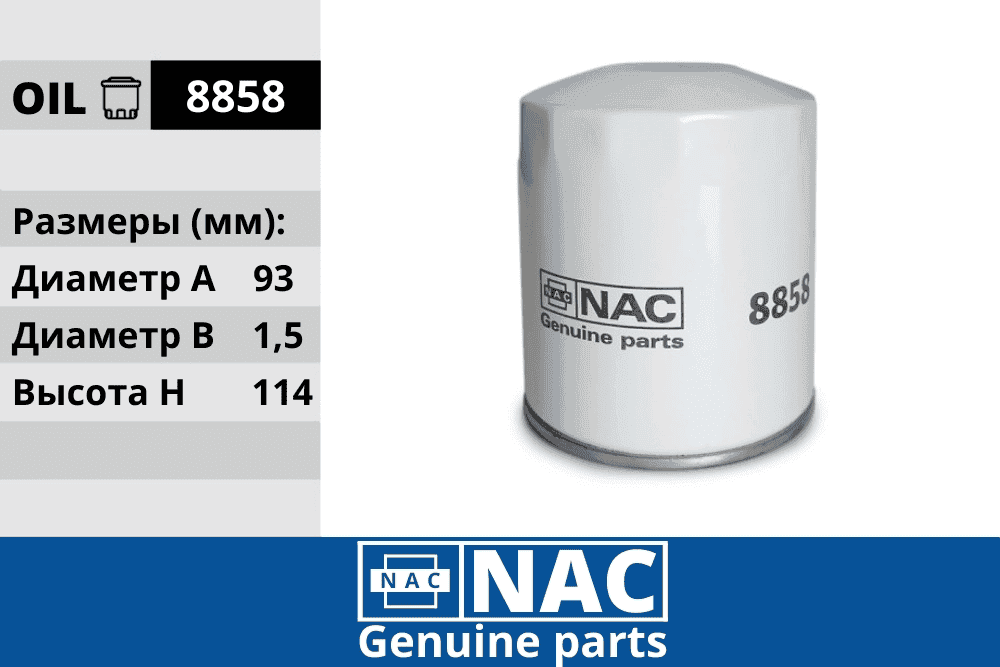 OIL 8858
Размеры (мм):
Диаметр A 93
Диаметр B 1,5
Высота H 114
NAC NAC
Genuine parts
8858
NAC NAC
Genuine parts